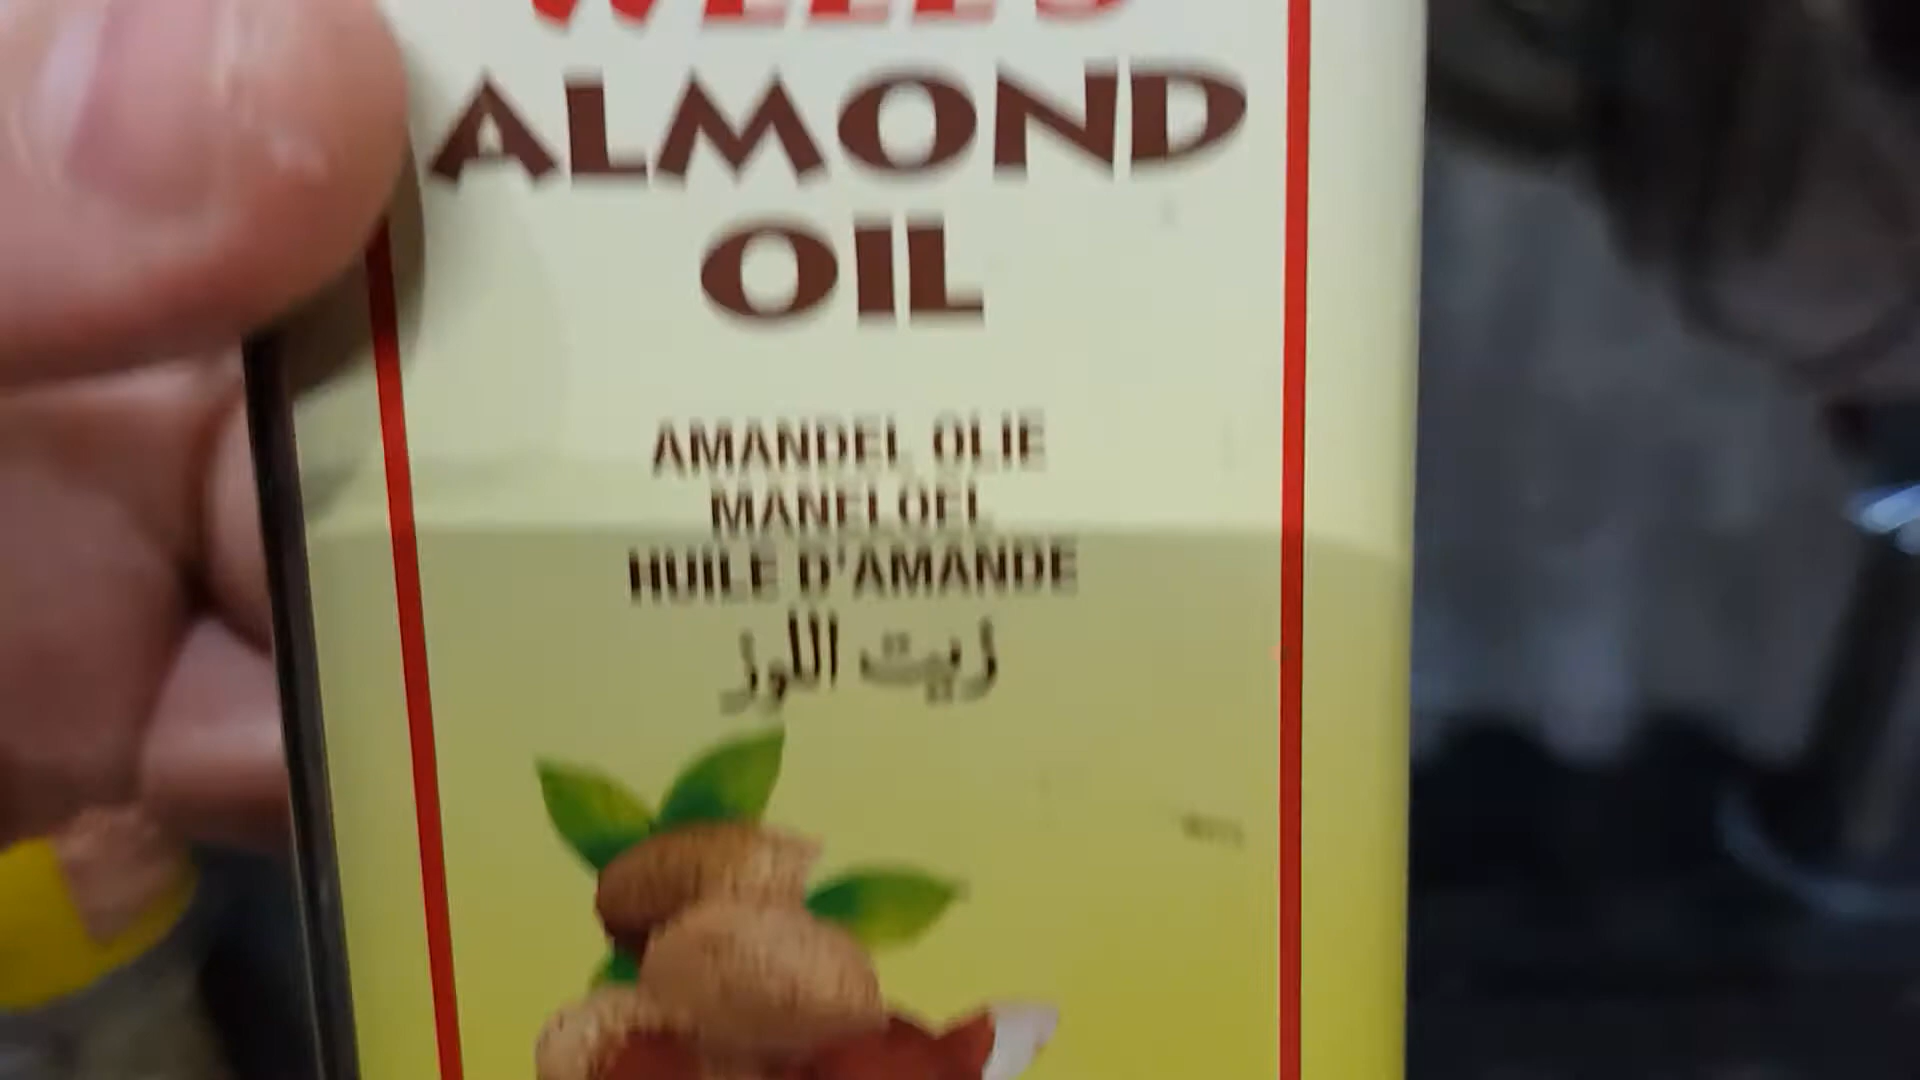 ALMOND
OIL
AMANDEL OLIE
MANELOEL
HUILE D'AMANDE
زيت اللوز